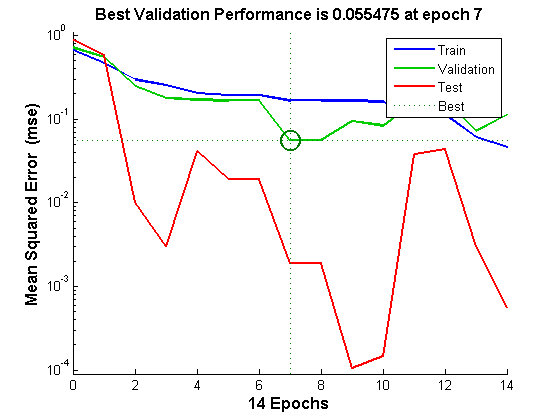 Best Validation Performance is 0.055475 at epoch 7
Train
Validation
Test
Best
Mean Squared Error (mse)
10^0
10^-1
10^-2
10^-3
10^-4
0 2 4 6 8 10 12 14
14 Epochs